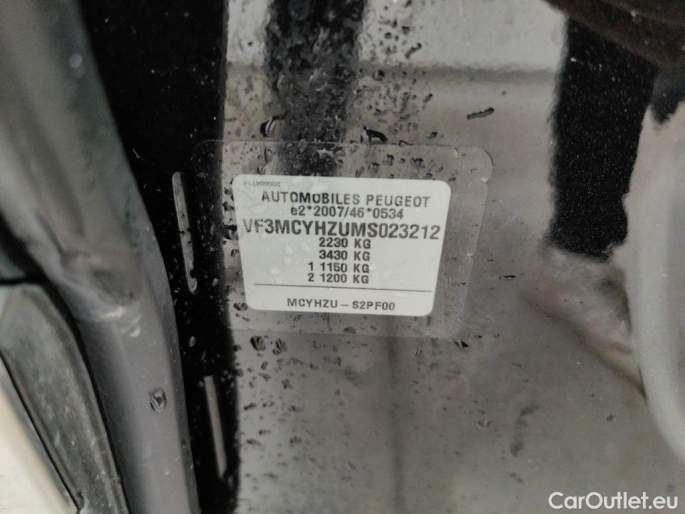 AUTOMOBILES PEUGEOT
e2*2007/46*0534
VF3MCYHZUMS023212
2230 KG
3430 KG
1 1150 KG
2 1200 KG
MCYHZU - S2PF00
CarOutlet.eu